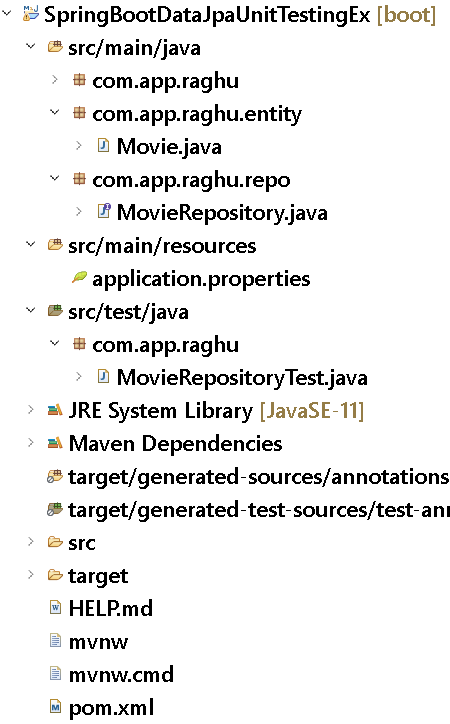 SpringBootDataJpaUnitTestingEx [boot]
src/main/java
com.app.raghu
com.app.raghu.entity
Movie.java
com.app.raghu.repo
MovieRepository.java
src/main/resources
application.properties
src/test/java
com.app.raghu
MovieRepositoryTest.java
JRE System Library [JavaSE-11]
Maven Dependencies
target/generated-sources/annotations
target/generated-test-sources/test-ann
src
target
HELP.md
mvnw
mvnw.cmd
pom.xml